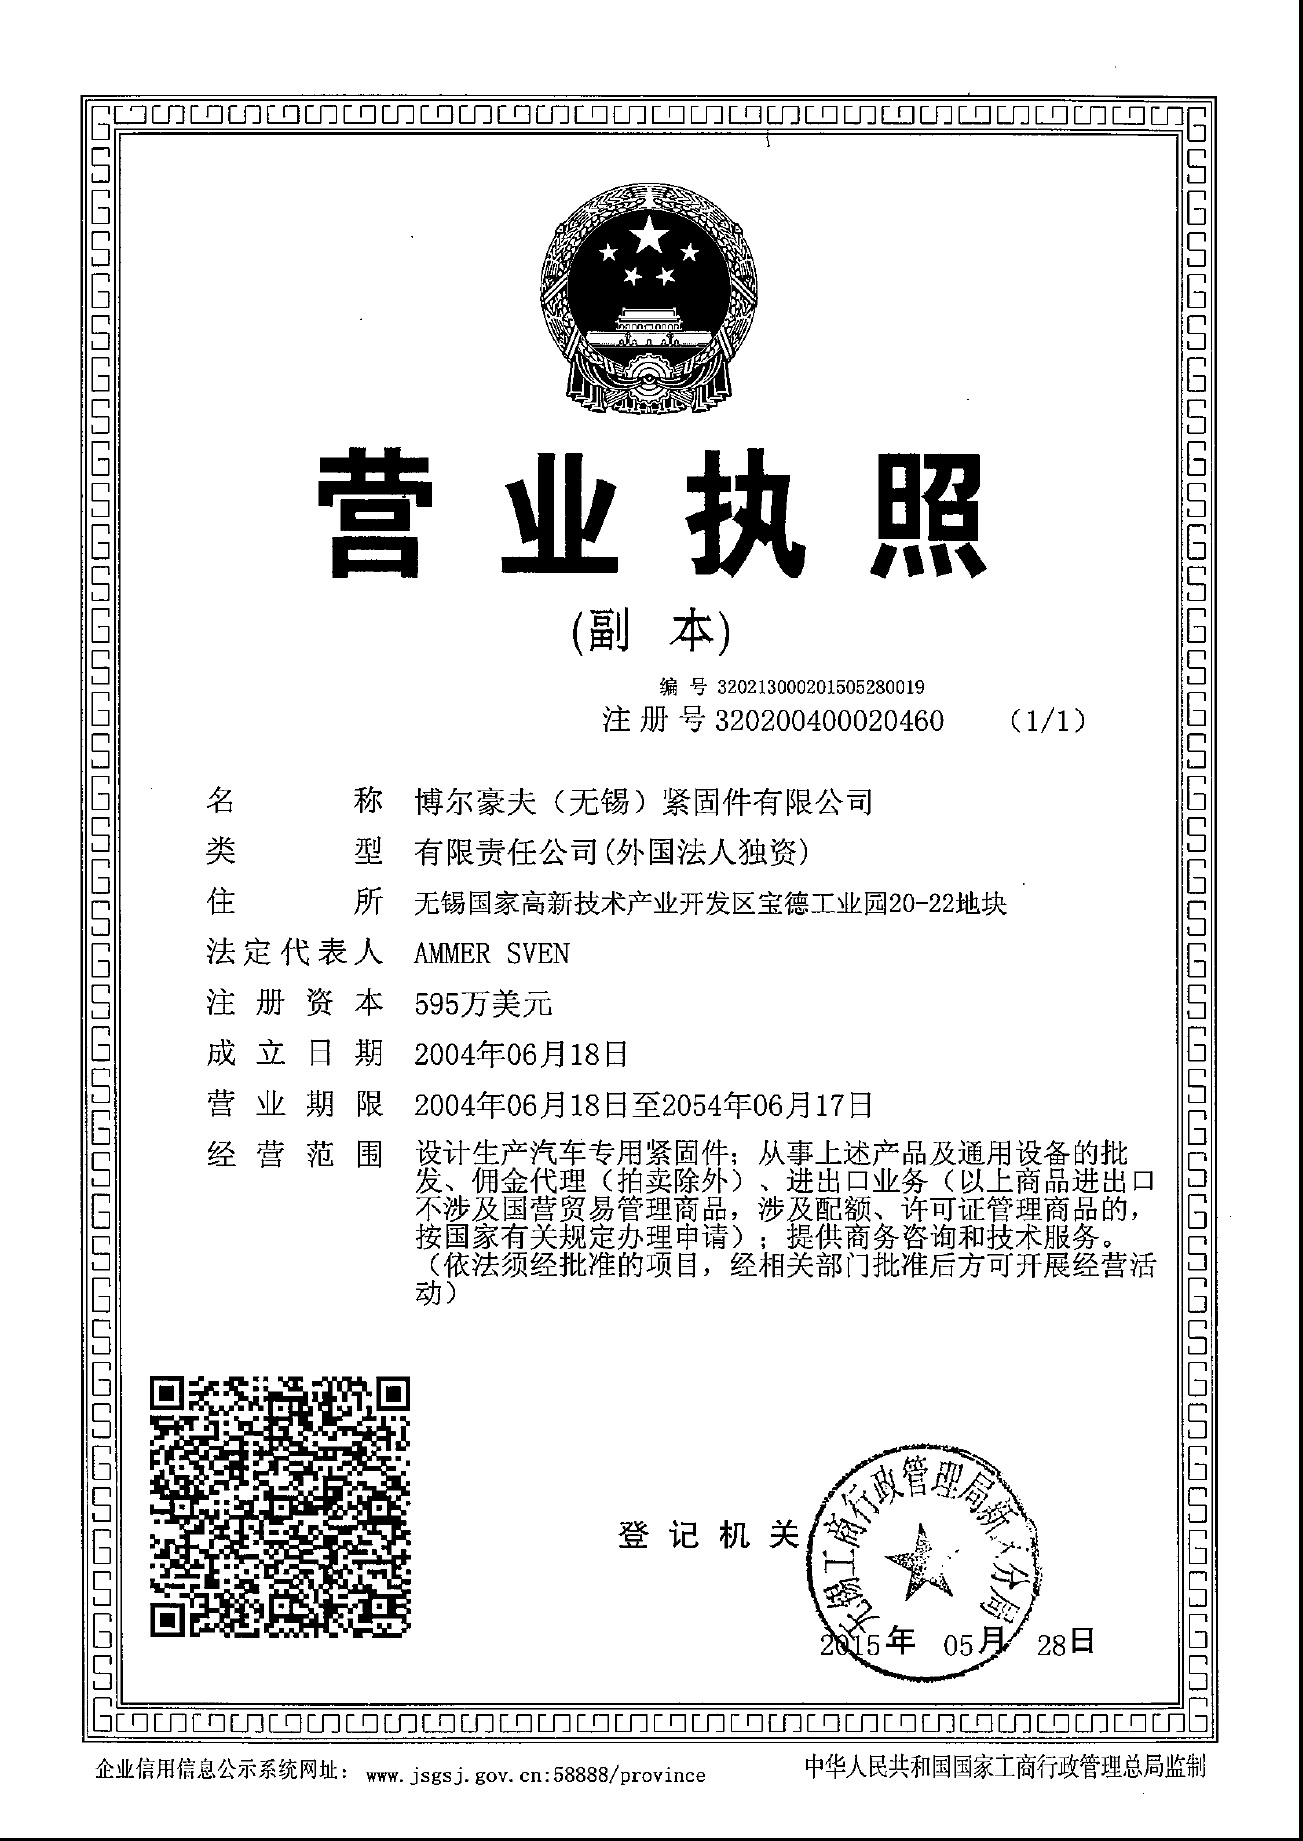 营业执照
(副 本)
编 号 320213000201505280019
注 册 号 320200400020460 （1/1）
名 称 博尔豪夫（无锡）紧固件有限公司
类 型 有限责任公司(外国法人独资)
住 所 无锡国家高新技术产业开发区宝德工业园20-22地块
法定代表人 AMMER SVEN
注 册 资 本 595万美元
成 立 日 期 2004年06月18日
营 业 期 限 2004年06月18日至2054年06月17日
经 营 范 围 设计生产汽车专用紧固件；从事上述产品及通用设备的批
发、佣金代理（拍卖除外）、进出口业务（以上商品进出口
不涉及国营贸易管理商品，涉及配额、许可证管理商品的，
按国家有关规定办理申请）；提供商务咨询和技术服务。
（依法须经批准的项目，经相关部门批准后方可开展经营活
动）
登 记 机 关
无锡工商行政管理局新 分局
2015年 05月 28日
企业信用信息公示系统网址： www.jsgsj.gov.cn:58888/province
中华人民共和国国家工商行政管理总局监制